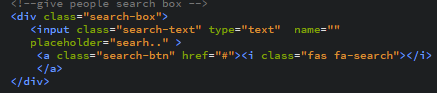 <!--give people search box -->
<div class="search-box">
<input class="search-text" type="text"  name=""
placeholder="searh.." >
<a class="search-btn" href="#"><i class="fas fa-search"></i>
</a>
</div>